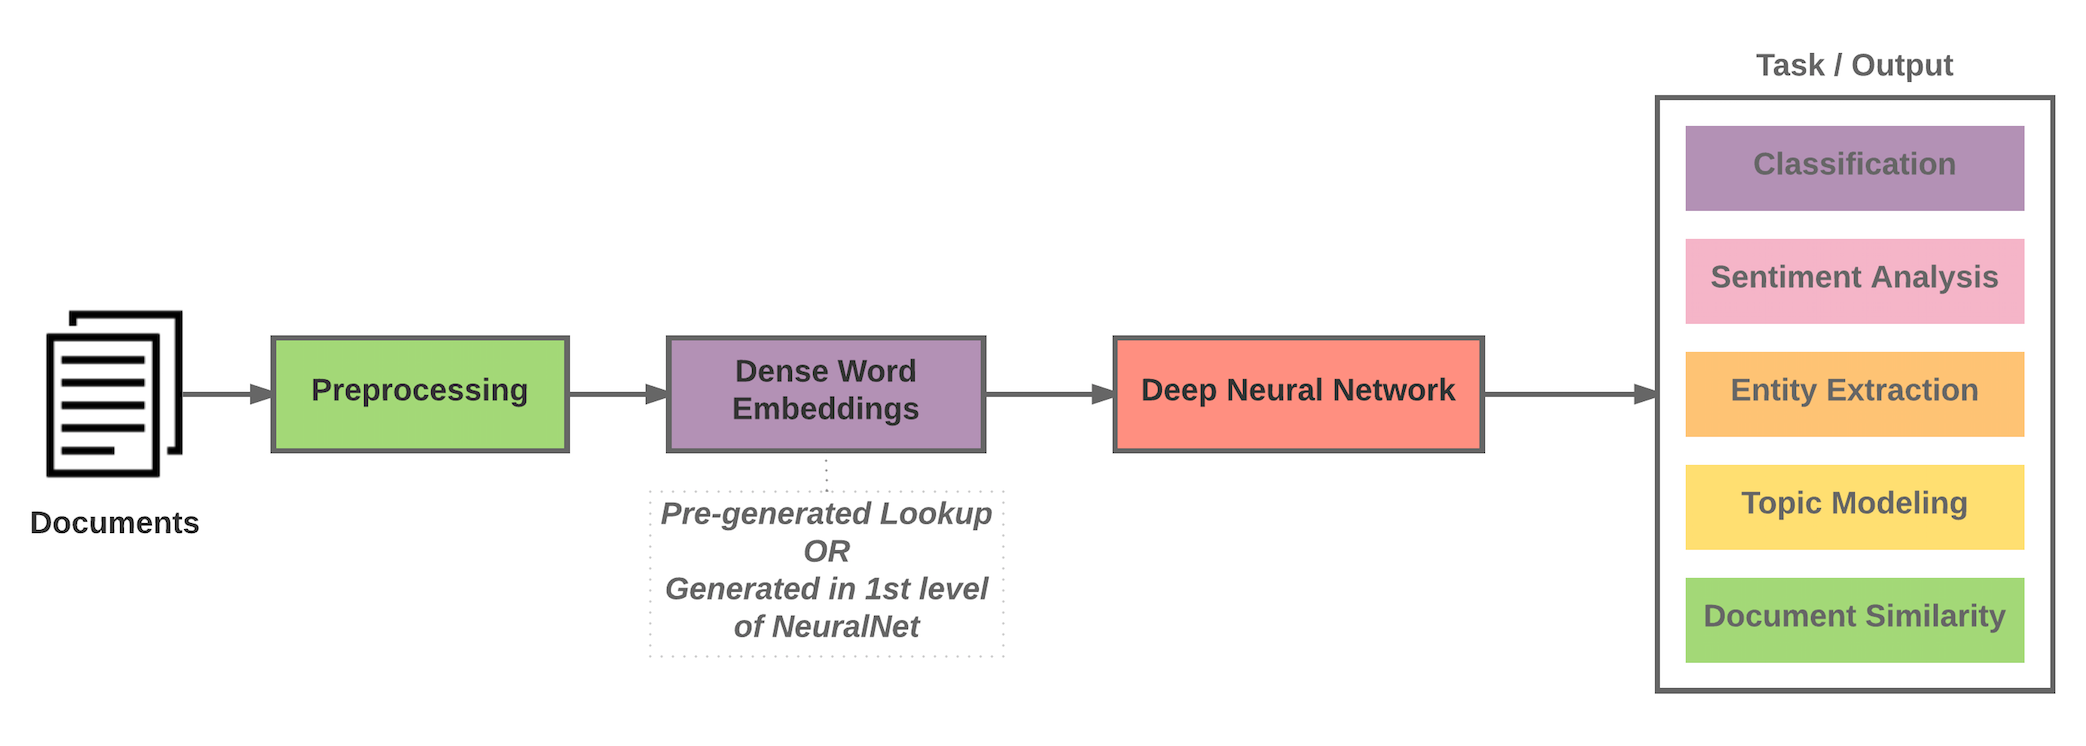 Task / Output
Classification
Sentiment Analysis
Documents
Preprocessing
Dense Word
Embeddings
Pre-generated Lookup
OR
Generated in 1st level
of NeuralNet
Deep Neural Network
Entity Extraction
Topic Modeling
Document Similarity